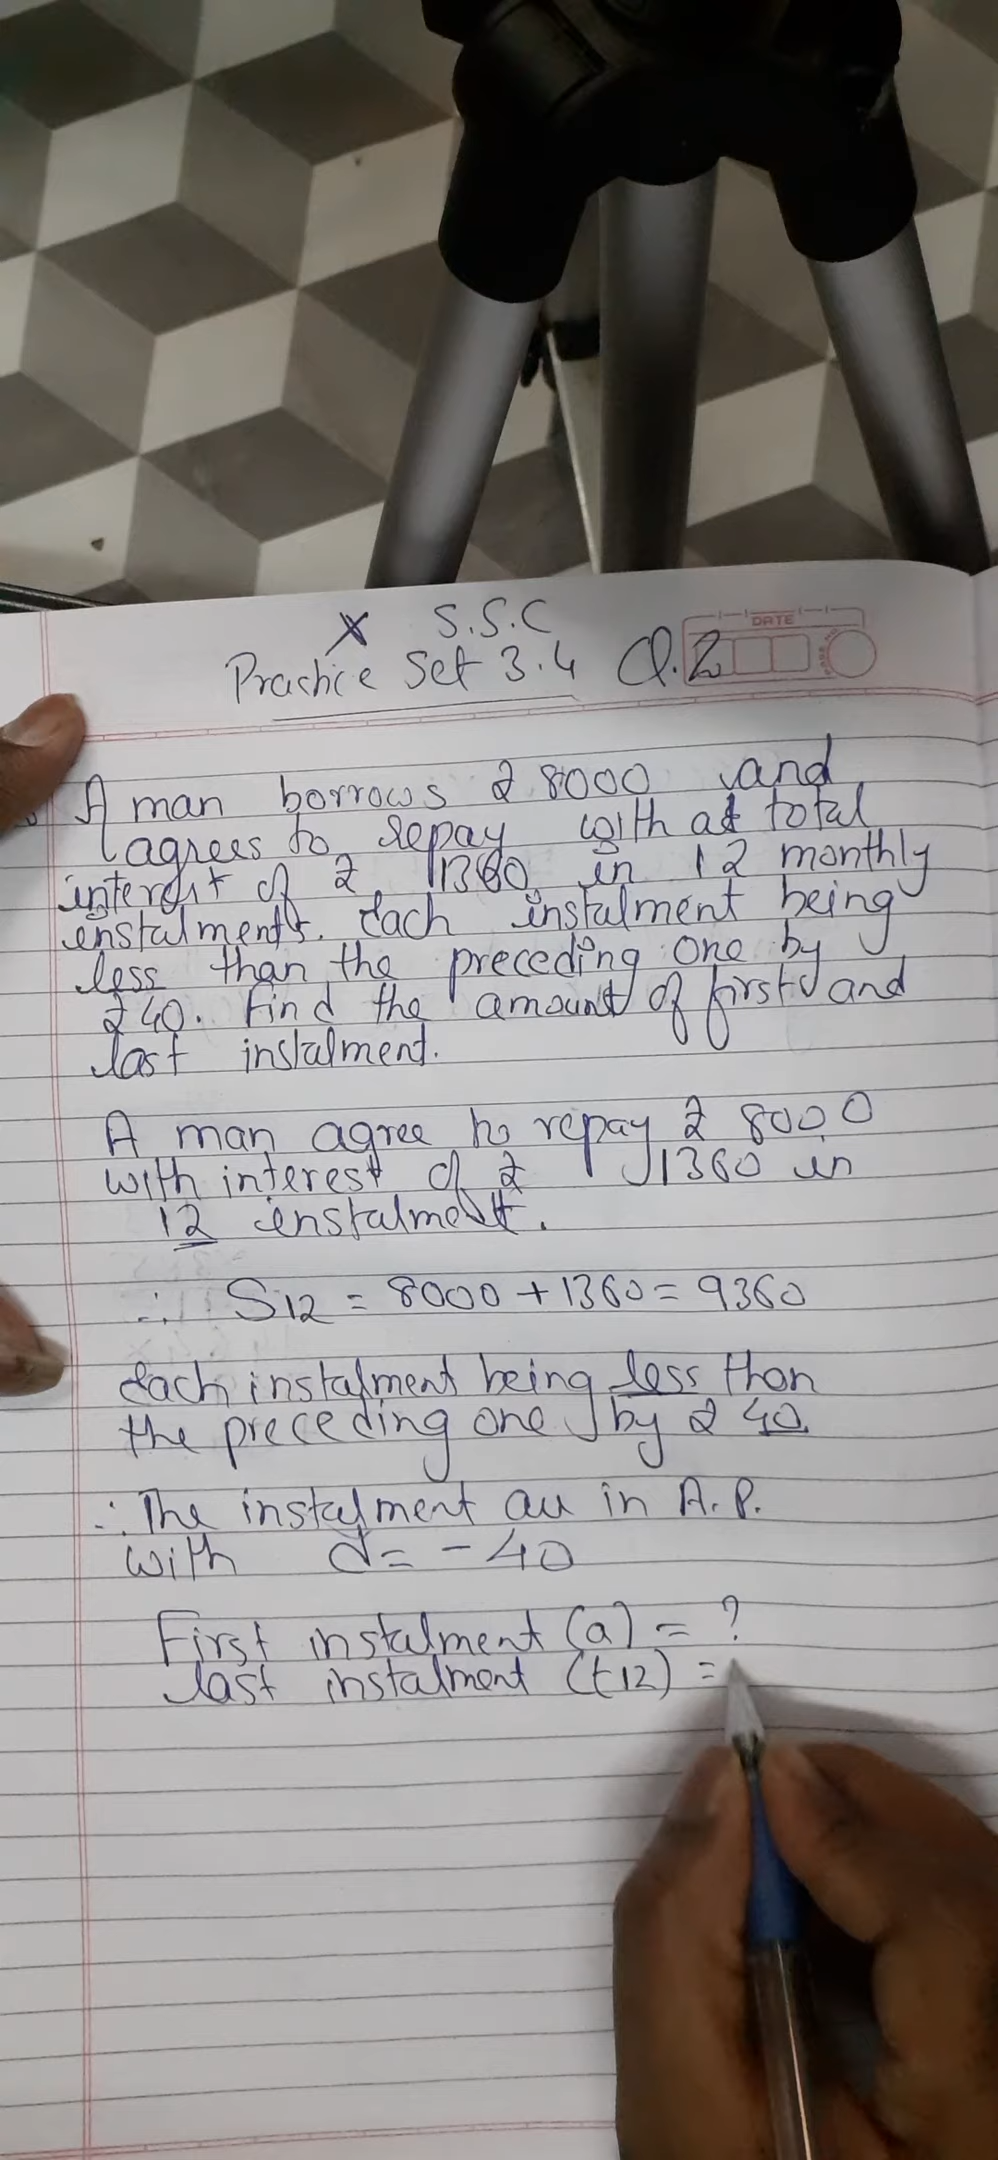 X S.S.C
DATE
Practice Set 3.4 Q.2
A man borrows ₹ 8000 and
agrees to repay with at total
interest of ₹ 1360 in 12 monthly
instalments. Each instalment being
less than the preceding one by
₹ 40. Find the amount of first and
last instalment.
A man agree to repay ₹ 8000
with interest of ₹ 1360 in
12 instalment.
∴ S12 = 8000 + 1360 = 9360
Each instalment being less than
the preceding one by ₹ 40
∴ The instalment are in A.P.
with d = - 40
First instalment (a) = ?
last instalment (t12) =